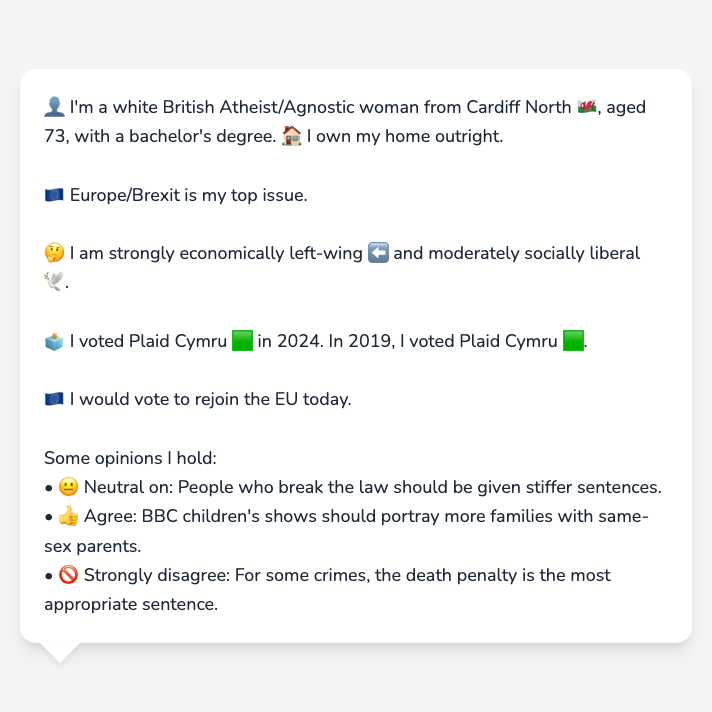 👤 I'm a white British Atheist/Agnostic woman from Cardiff North 🏴󠁧󠁢󠁷󠁬󠁳󠁿, aged
73, with a bachelor's degree. 🏠 I own my home outright.
🇪🇺 Europe/Brexit is my top issue.
🤔 I am strongly economically left-wing ⬅️ and moderately socially liberal
🕊️.
🗳️ I voted Plaid Cymru 🟩 in 2024. In 2019, I voted Plaid Cymru 🟩.
🇪🇺 I would vote to rejoin the EU today.
Some opinions I hold:
• 😐 Neutral on: People who break the law should be given stiffer sentences.
• 👍 Agree: BBC children's shows should portray more families with same-
sex parents.
• 🚫 Strongly disagree: For some crimes, the death penalty is the most
appropriate sentence.